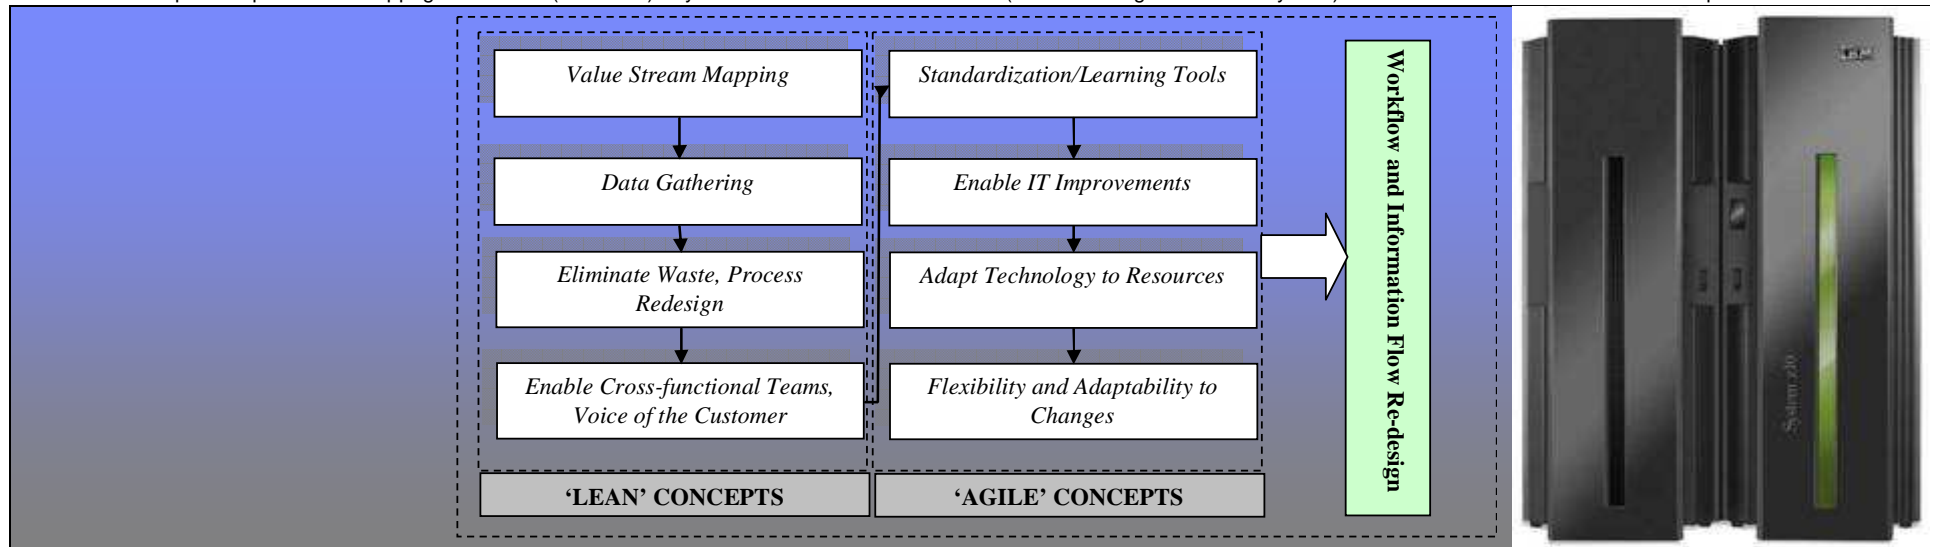 Value Stream Mapping
Data Gathering
Eliminate Waste, Process
Redesign
Enable Cross-functional Teams,
Voice of the Customer
‘LEAN’ CONCEPTS
Standardization/Learning Tools
Enable IT Improvements
Adapt Technology to Resources
Flexibility and Adaptability to
Changes
‘AGILE’ CONCEPTS
Workflow and Information Flow Re-design
System z10